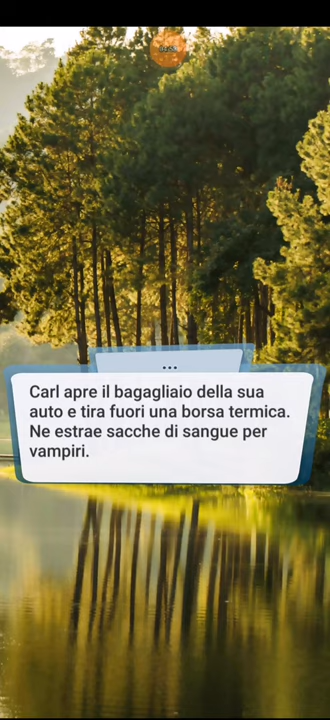 ...
Carl apre il bagagliaio della sua
auto e tira fuori una borsa termica.
Ne estrae sacche di sangue per
vampiri.